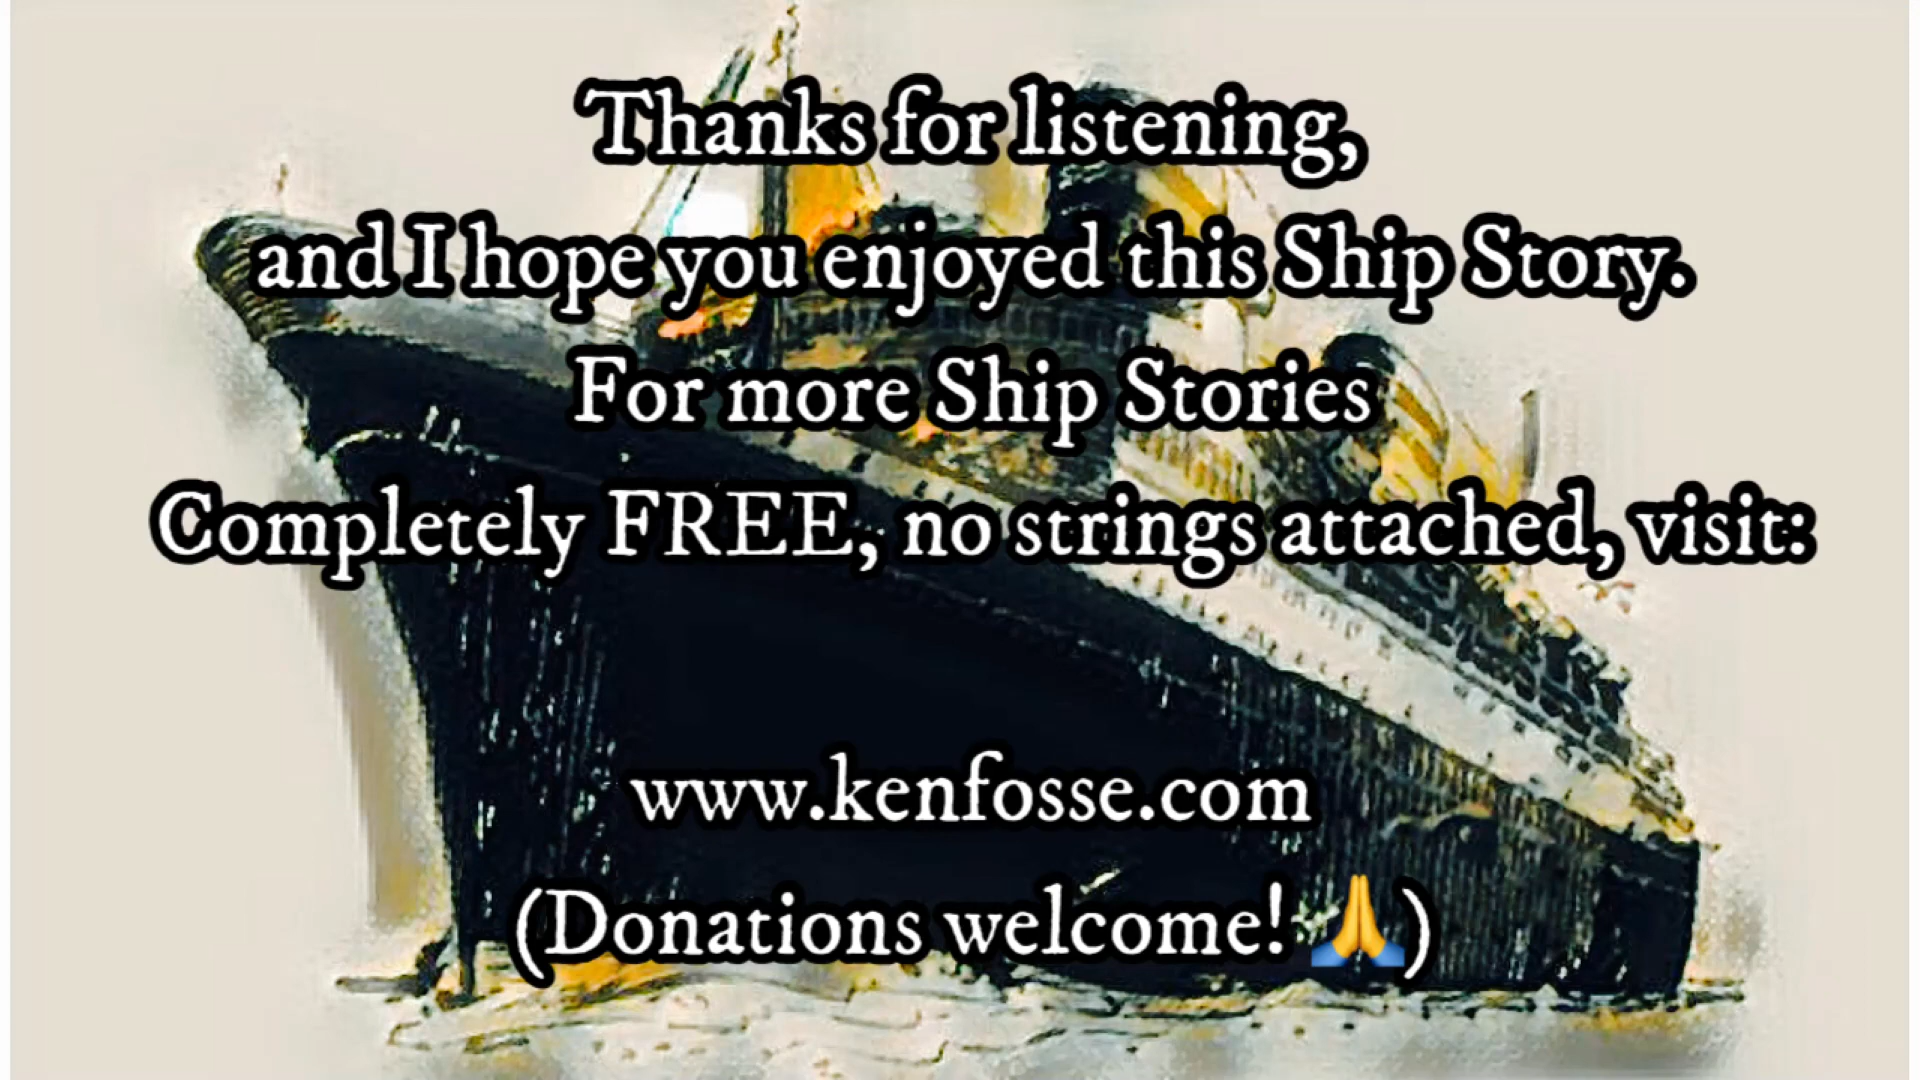 Thanks for listening,
and I hope you enjoyed this Ship Story.
For more Ship Stories
Completely FREE, no strings attached, visit:
www.kenfosse.com
(Donations welcome! 🙏)